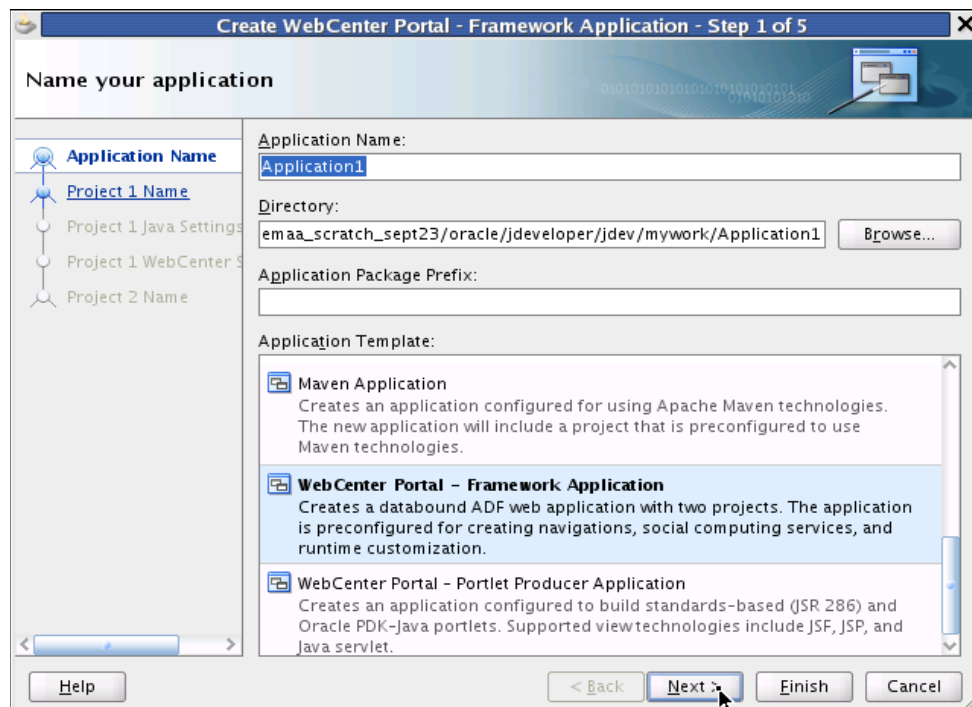 Create WebCenter Portal - Framework Application - Step 1 of 5
Name your application
Application Name
Project 1 Name
Project 1 Java Settings
Project 1 WebCenter S
Project 2 Name
Application Name:
Application1
Directory:
emaa_scratch_sept23/oracle/jdeveloper/jdev/mywork/Application1
Browse...
Application Package Prefix:
Application Template:
Maven Application
Creates an application configured for using Apache Maven technologies.
The new application will include a project that is preconfigured to use
Maven technologies.
WebCenter Portal - Framework Application
Creates a databound ADF web application with two projects. The application
is preconfigured for creating navigations, social computing services, and
runtime customization.
WebCenter Portal - Portlet Producer Application
Creates an application configured to build standards-based (JSR 286) and
Oracle PDK-Java portlets. Supported view technologies include JSF, JSP, and
Java servlet.
Help
< Back
Next >
Finish
Cancel